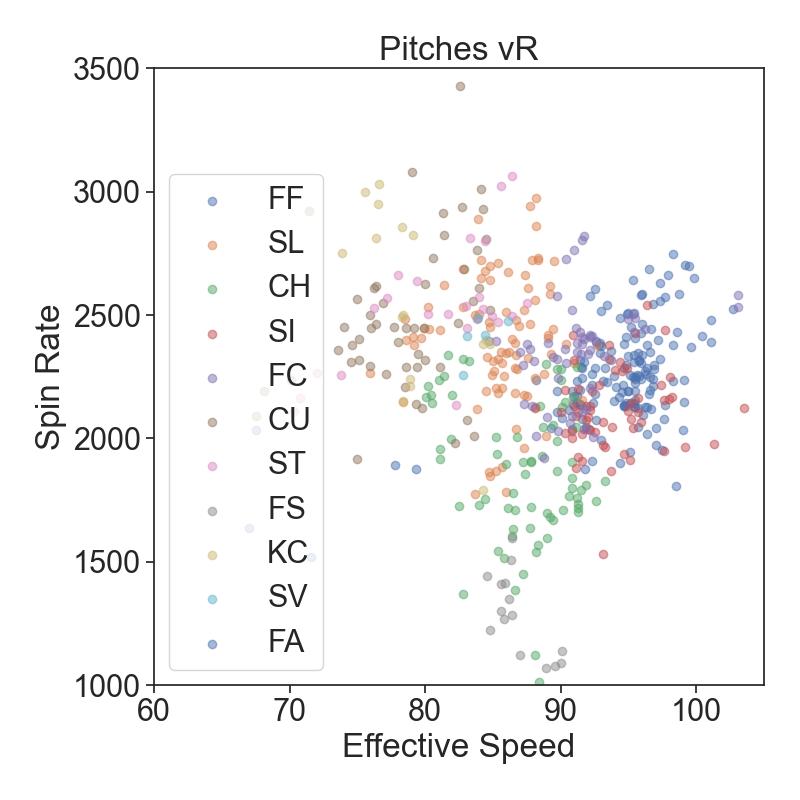 Pitches vR
3500
3000
2500
2000
1500
1000
Spin Rate
FF
SL
CH
SI
FC
CU
ST
FS
KC
SV
FA
60 70 80 90 100
Effective Speed